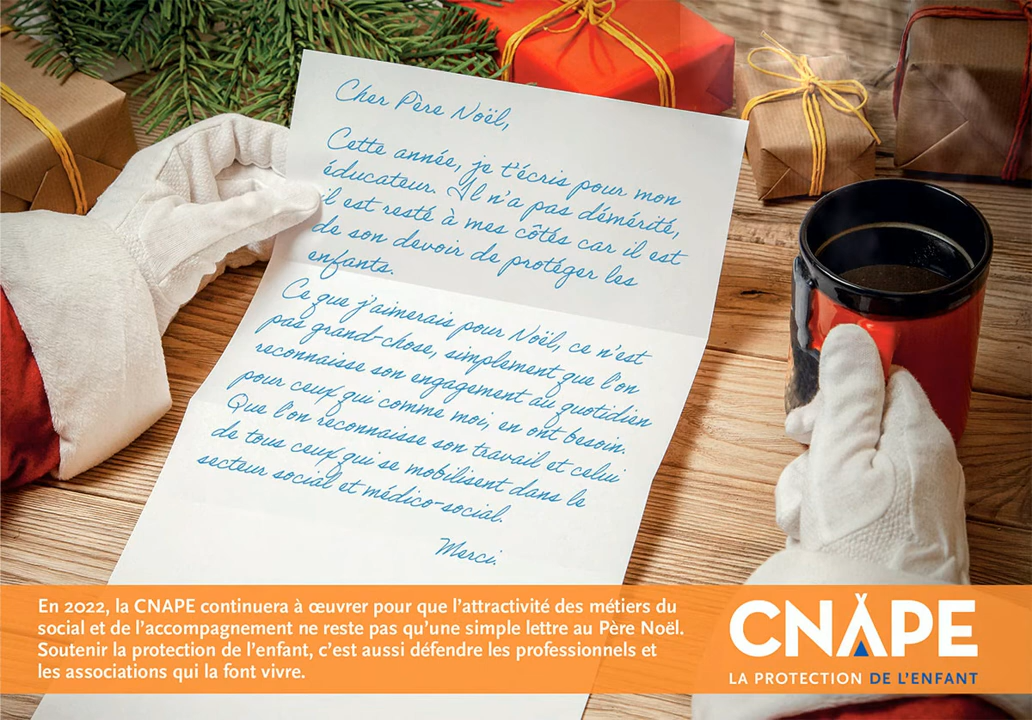 Cher Père Noël,
Cette année, je t'écris pour mon
éducateur. Il n'a pas démérité,
il est resté à mes côtés car il est
de son devoir de protéger les
enfants.
Ce que j'aimerais pour Noël, ce n'est
pas grand-chose, simplement que l'on
reconnaisse son engagement au quotidien
pour ceux qui comme moi, en ont besoin.
Que l'on reconnaisse son travail et celui
de tous ceux qui se mobilisent dans le
secteur social et médico-social.
Merci.
En 2022, la CNAPE continuera à œuvrer pour que l'attractivité des métiers du
social et de l'accompagnement ne reste pas qu'une simple lettre au Père Noël.
Soutenir la protection de l'enfant, c'est aussi défendre les professionnels et
les associations qui la font vivre.
CNAPE
LA PROTECTION DE L'ENFANT